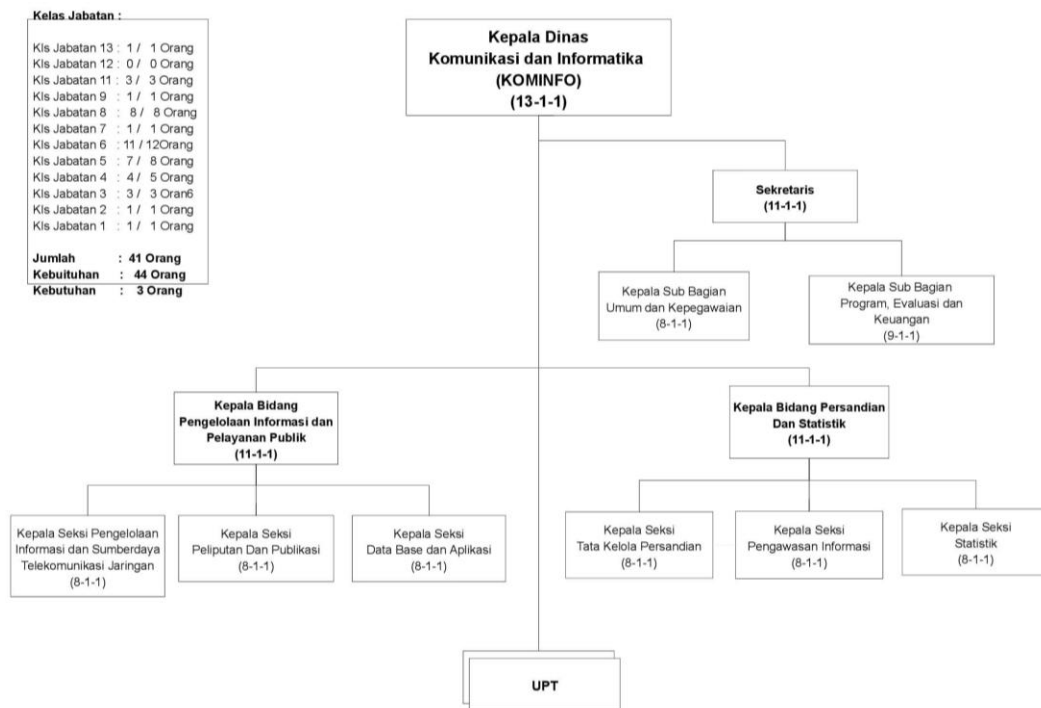 Kelas Jabatan :
Kls Jabatan 13 : 1 / 1 Orang
Kls Jabatan 12 : 0 / 0 Orang
Kls Jabatan 11 : 3 / 3 Orang
Kls Jabatan 9 : 1 / 1 Orang
Kls Jabatan 8 : 8 / 8 Orang
Kls Jabatan 7 : 1 / 1 Orang
Kls Jabatan 6 : 11 / 12Orang
Kls Jabatan 5 : 7 / 8 Orang
Kls Jabatan 4 : 4 / 5 Orang
Kls Jabatan 3 : 3 / 3 Oran6
Kls Jabatan 2 : 1 / 1 Orang
Kls Jabatan 1 : 1 / 1 Orang
Jumlah : 41 Orang
Kebuituhan : 44 Orang
Kebutuhan : 3 Orang
Kepala Dinas
Komunikasi dan Informatika
(KOMINFO)
(13-1-1)
Sekretaris
(11-1-1)
Kepala Sub Bagian
Umum dan Kepegawaian
(8-1-1)
Kepala Sub Bagian
Program, Evaluasi dan
Keuangan
(9-1-1)
Kepala Bidang
Pengelolaan Informasi dan
Pelayanan Publik
(11-1-1)
Kepala Bidang Persandian
Dan Statistik
(11-1-1)
Kepala Seksi Pengelolaan
Informasi dan Sumberdaya
Telekomunikasi Jaringan
(8-1-1)
Kepala Seksi
Peliputan Dan Publikasi
(8-1-1)
Kepala Seksi
Data Base dan Aplikasi
(8-1-1)
Kepala Seksi
Tata Kelola Persandian
(8-1-1)
Kepala Seksi
Pengawasan Informasi
(8-1-1)
Kepala Seksi
Statistik
(8-1-1)
UPT